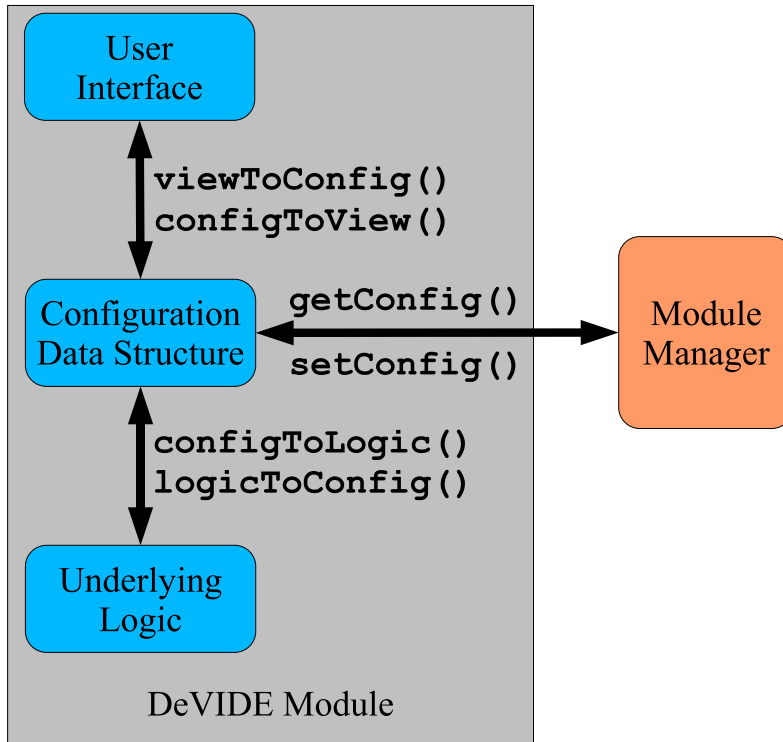 User
Interface
viewToConfig()
configToView()
Configuration
Data Structure
getConfig()
setConfig()
Module
Manager
configToLogic()
logicToConfig()
Underlying
Logic
DeVIDE Module